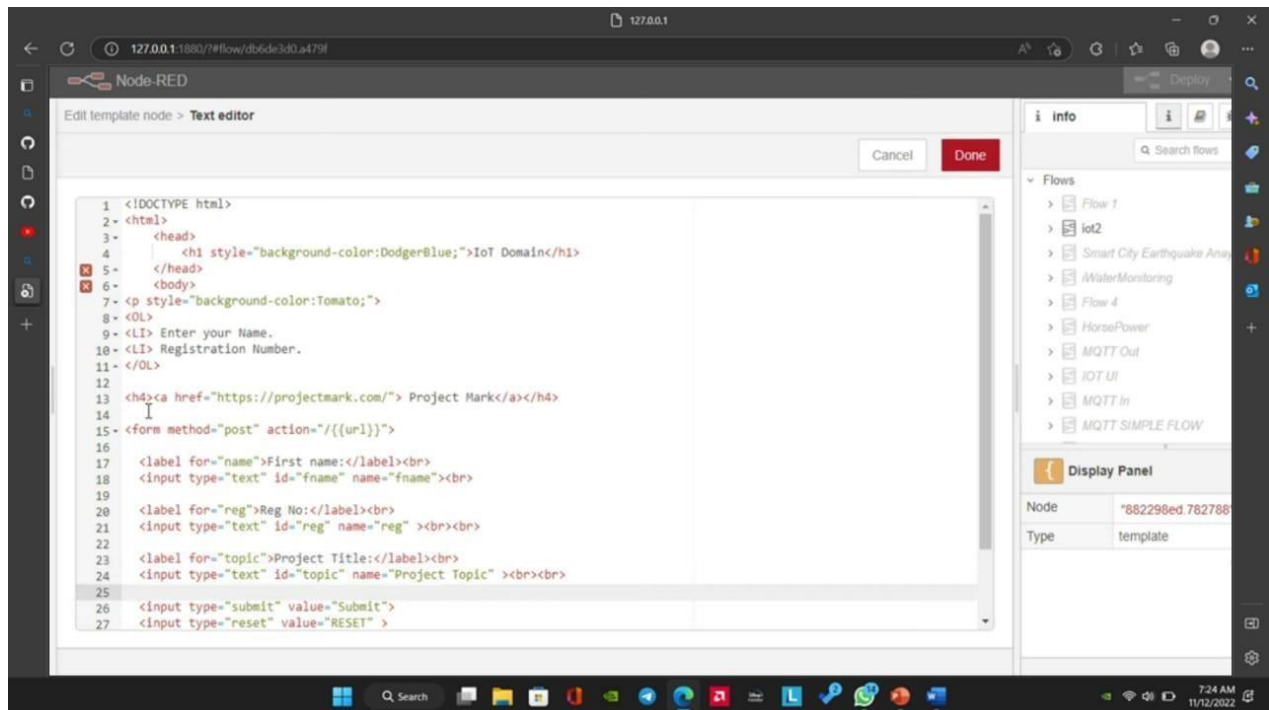 127.0.0.1
127.0.0.1:1880/?#flow/db6de3d0.a479f
Node-RED
Deploy
Edit template node > Text editor
Cancel
Done
1 <!DOCTYPE html>
2 <html>
3 <head>
4 <h1 style="background-color:DodgerBlue;">IoT Domain</h1>
5 </head>
6 <body>
7 <p style="background-color:Tomato;">
8 <OL>
9 <LI> Enter your Name.
10 <LI> Registration Number.
11 </OL>
12
13 <h4><a href="https://projectmark.com/"> Project Mark</a></h4>
14
15 <form method="post" action="/{{url}}">
16
17 <label for="name">First name:</label><br>
18 <input type="text" id="fname" name="fname"><br>
19
20 <label for="reg">Reg No:</label><br>
21 <input type="text" id="reg" name="reg" ><br><br>
22
23 <label for="topic">Project Title:</label><br>
24 <input type="text" id="topic" name="Project Topic" ><br><br>
25
26 <input type="submit" value="Submit">
27 <input type="reset" value="RESET" >
i info
Search flows
Flows
Flow 1
iot2
Smart City Earthquake Anay
iWaterMonitoring
Flow 4
HorsePower
MQTT Out
IOT UI
MQTT In
MQTT SIMPLE FLOW
Display Panel
Node "882298ed.782788"
Type template
Search
7:24 AM
11/12/2022